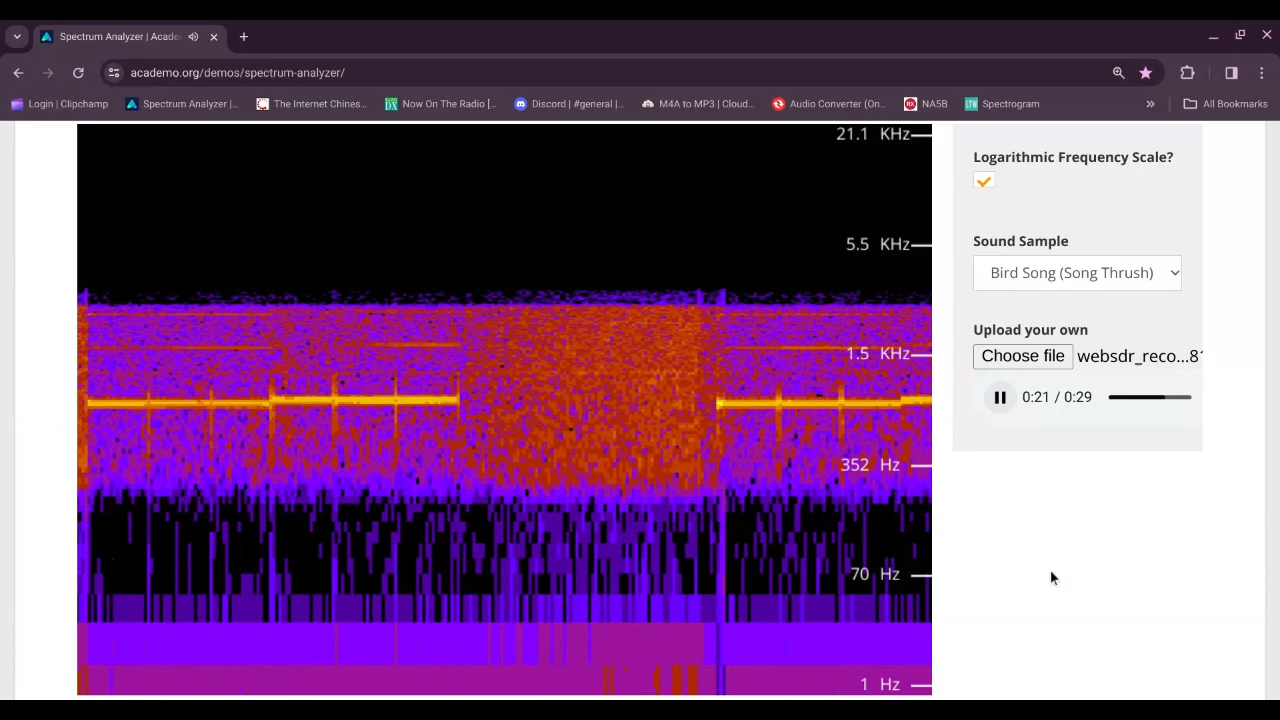 Spectrum Analyzer | Acade
academo.org/demos/spectrum-analyzer/
Login | Clipchamp
Spectrum Analyzer |...
The Internet Chines...
Now On The Radio [...
Discord | #general |...
M4A to MP3 | Cloud...
Audio Converter (On...
NA5B
Spectrogram
»
All Bookmarks
21.1 KHz
5.5 KHz
1.5 KHz
352 Hz
70 Hz
1 Hz
Logarithmic Frequency Scale?
Sound Sample
Bird Song (Song Thrush)
Upload your own
Choose file websdr_reco...81
0:21 / 0:29